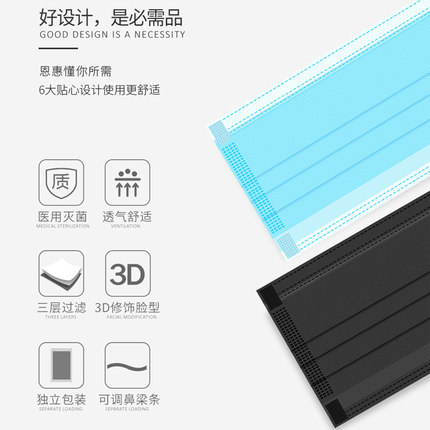 好设计，是必需品
GOOD DESIGN IS A NECESSITY
恩惠懂你所需
6大贴心设计使用更舒适
质
医用灭菌
MEDICAL STERILIZATION
透气舒适
VENTILATION
三层过滤
THREE LAYERS
3D
3D修饰脸型
FACIAL MODIFICATION
独立包装
SEPARATE LOADING
可调鼻梁条
SEPARATE LOADING